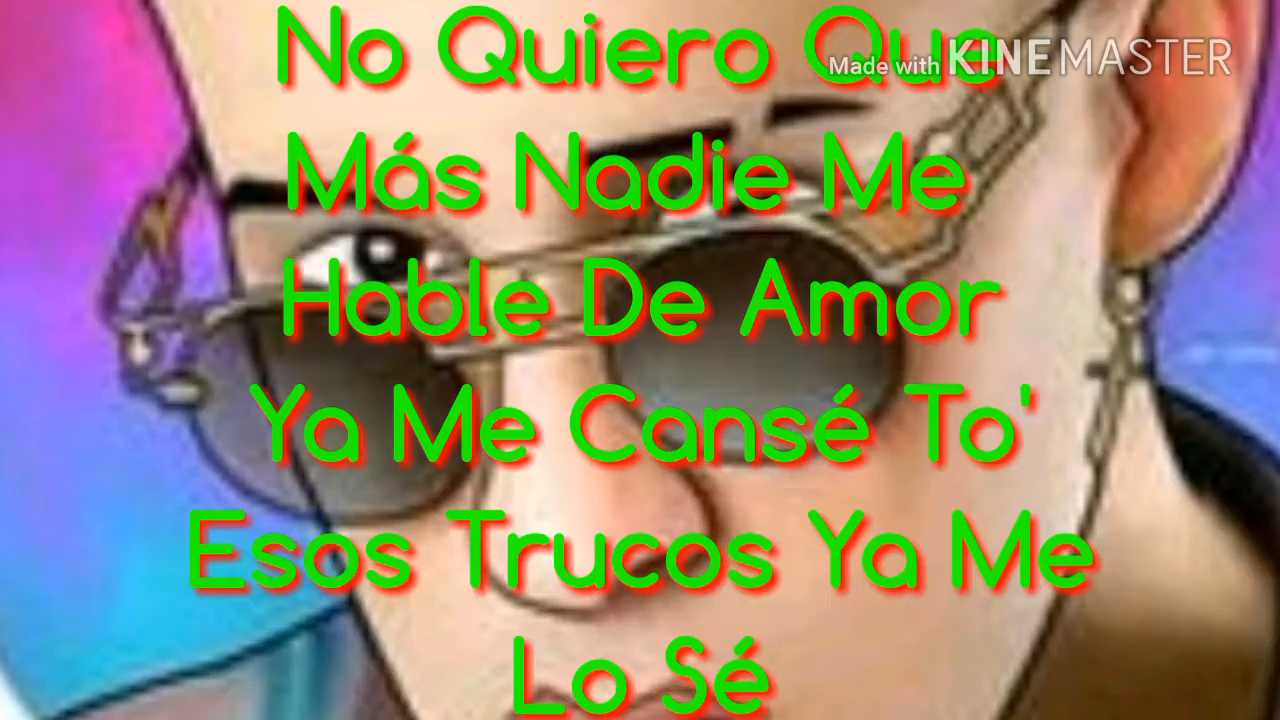 No Quiero Que
Made with KINEMASTER
Más Nadie Me
Hable De Amor
Ya Me Cansé To'
Esos Trucos Ya Me
Lo Sé